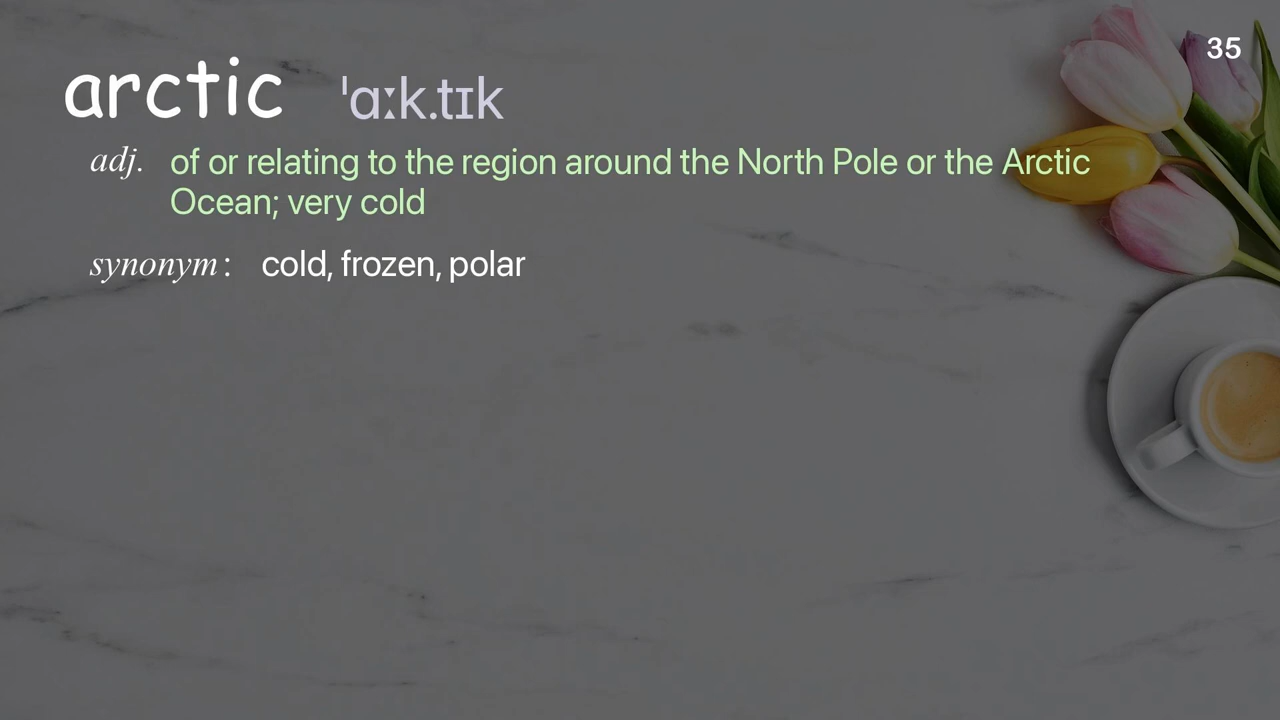 35
arctic ˈɑːk.tɪk
adj. of or relating to the region around the North Pole or the Arctic
Ocean; very cold
synonym : cold, frozen, polar